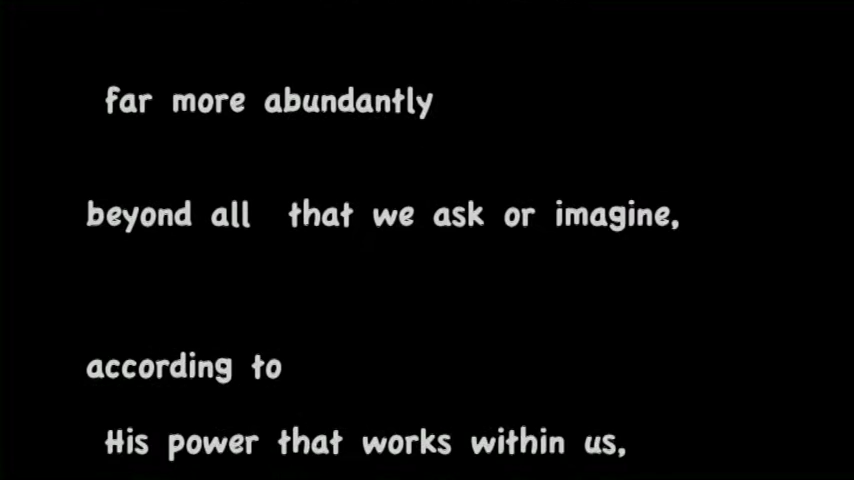 far more abundantly
beyond all that we ask or imagine,
according to
His power that works within us,